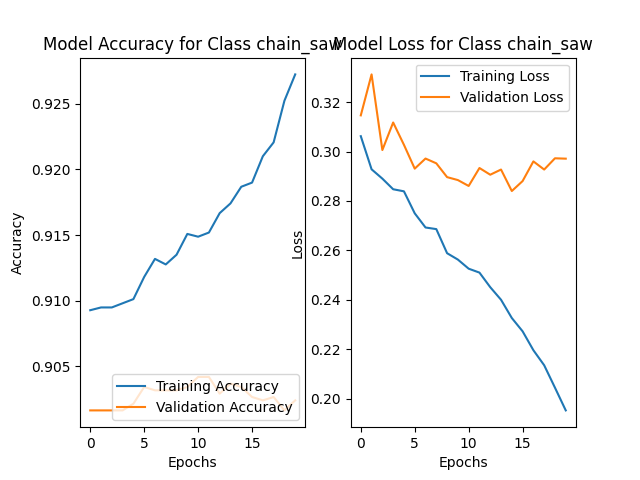 Model Accuracy for Class chain_saw
Model Loss for Class chain_saw
0.925
0.920
0.915
0.910
0.905
Accuracy
Training Accuracy
Validation Accuracy
0 5 10 15
Epochs
Training Loss
Validation Loss
0.32
0.30
0.28
0.26
0.24
0.22
0.20
Loss
0 5 10 15
Epochs